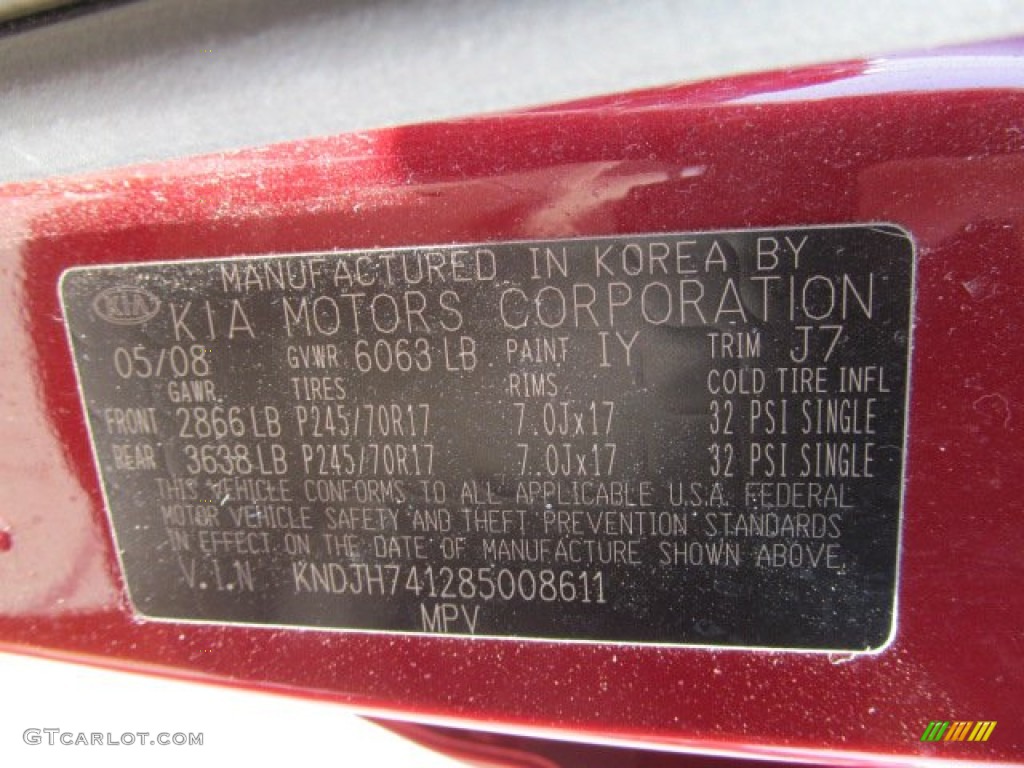 MANUFACTURED IN KOREA BY
KIA KIA MOTORS CORPORATION
05/08 GVWR 6063 LB PAINT IY TRIM J7
GAWR. TIRES RIMS COLD TIRE INFL
FRONT 2866 LB P245/70R17 7.0Jx17 32 PSI SINGLE
REAR 3638 LB P245/70R17 7.0Jx17 32 PSI SINGLE
THIS VEHICLE CONFORMS TO ALL APPLICABLE U.S.A. FEDERAL
MOTOR VEHICLE SAFETY AND THEFT PREVENTION STANDARDS
IN EFFECT ON THE DATE OF MANUFACTURE SHOWN ABOVE.
V.I.N KNDJH741285008611
MPV
GTCARLOT.COM